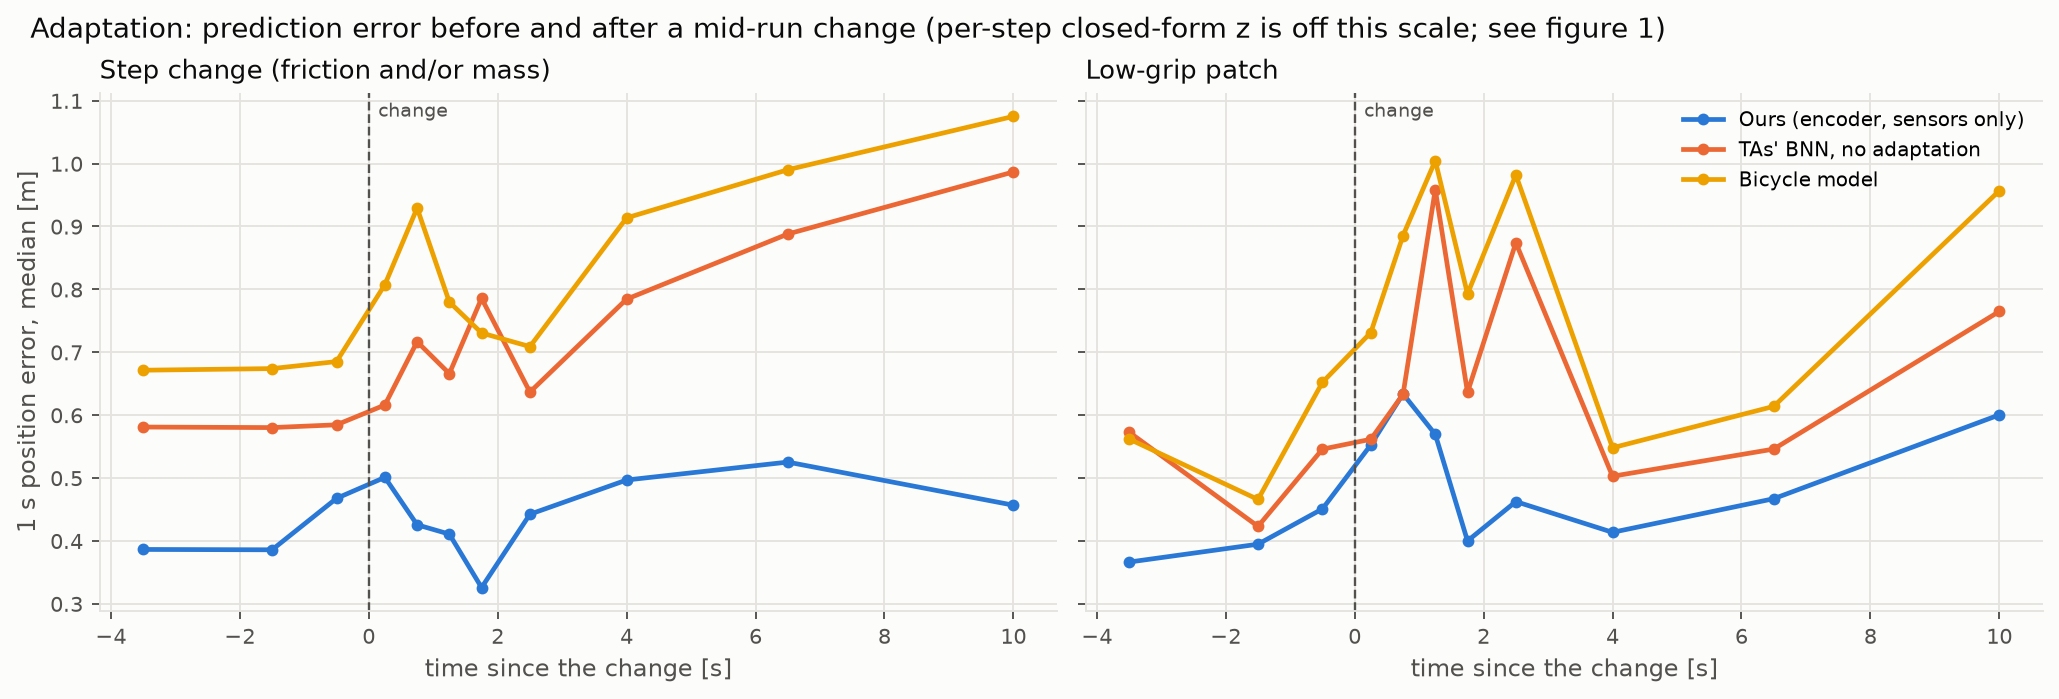 Adaptation: prediction error before and after a mid-run change (per-step closed-form z is off this scale; see figure 1)
Step change (friction and/or mass)
Low-grip patch
1.1
1.0
0.9
0.8
0.7
0.6
0.5
0.4
0.3
1 s position error, median [m]
change
change
Ours (encoder, sensors only)
TAs' BNN, no adaptation
Bicycle model
−4 −2 0 2 4 6 8 10
−4 −2 0 2 4 6 8 10
time since the change [s]
time since the change [s]